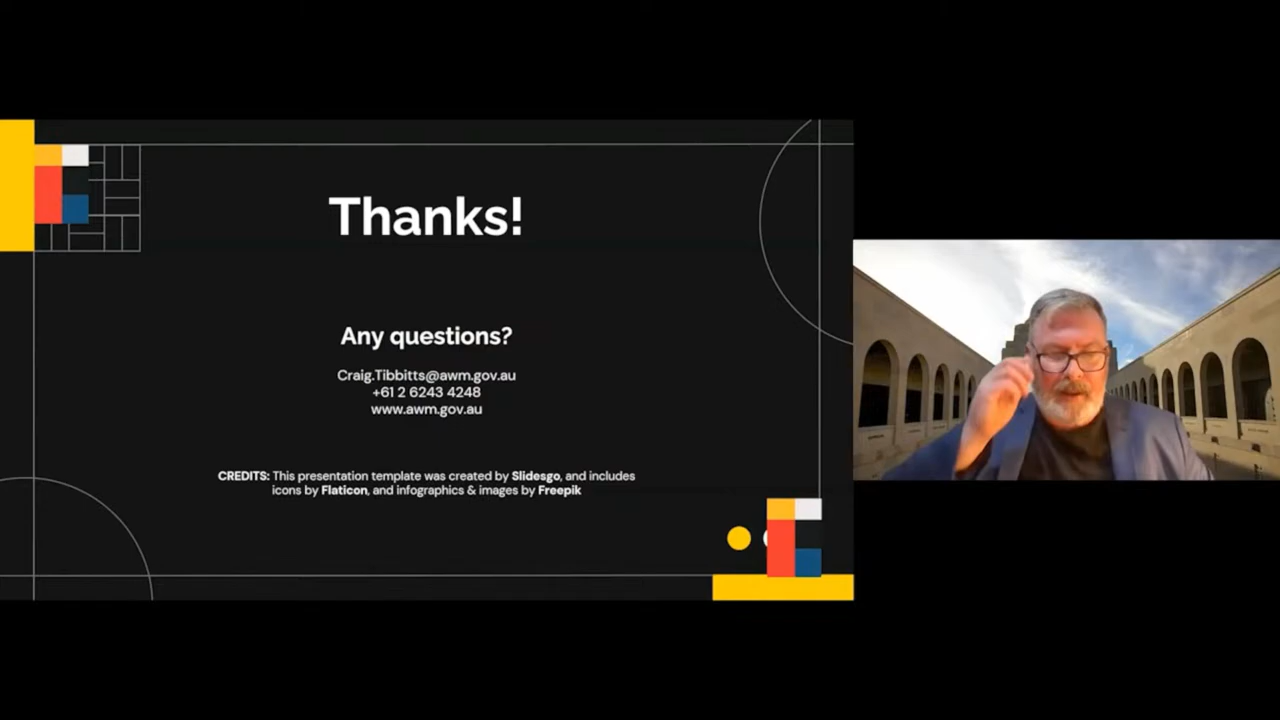 Thanks!
Any questions?
Craig.Tibbitts@awm.gov.au
+61 2 6243 4248
www.awm.gov.au
CREDITS: This presentation template was created by Slidesgo, and includes
icons by Flaticon, and infographics & images by Freepik